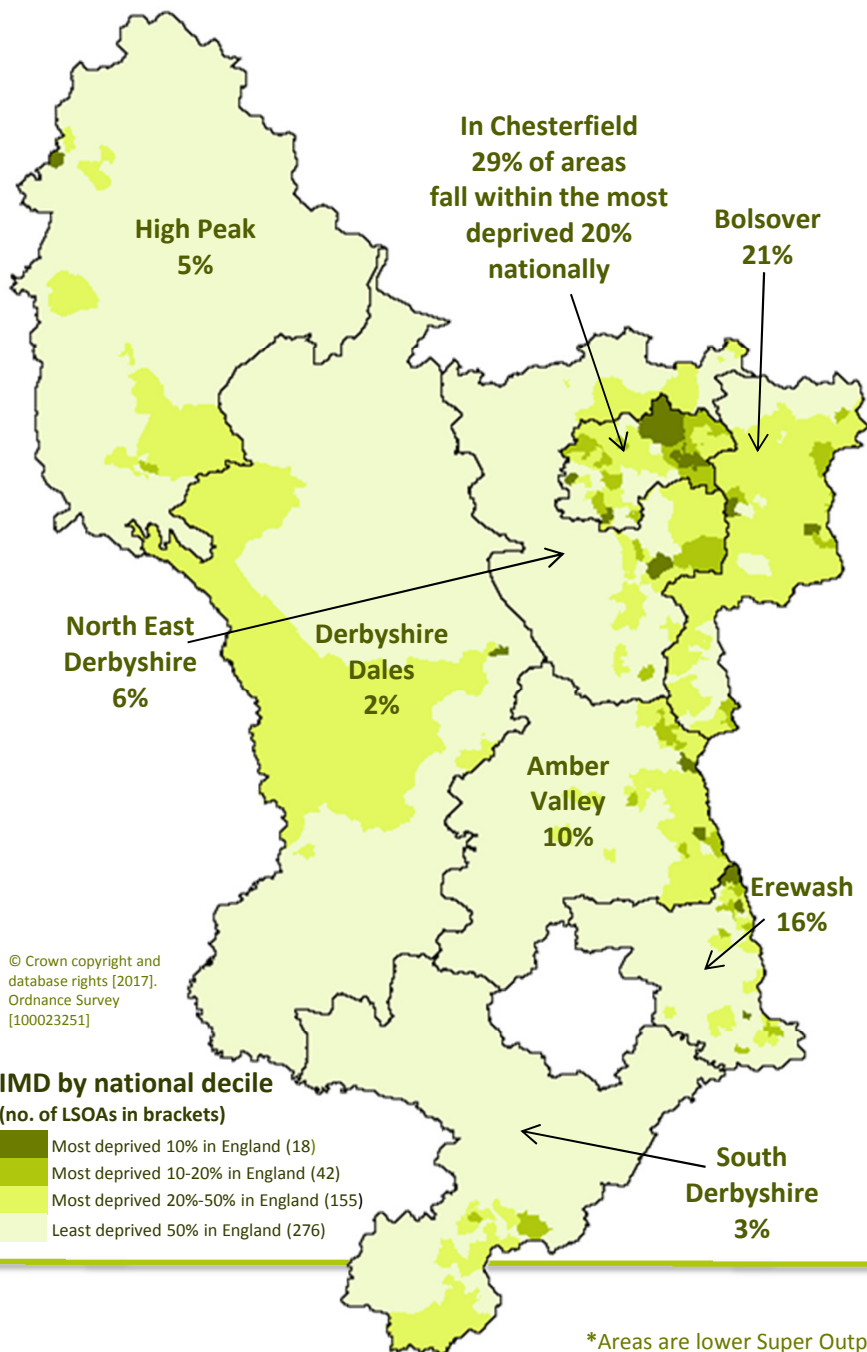 In Chesterfield
29% of areas
fall within the most
deprived 20%
nationally
Bolsover
21%
High Peak
5%
North East
Derbyshire
6%
Derbyshire
Dales
2%
Amber
Valley
10%
Erewash
16%
© Crown copyright and
database rights [2017].
Ordnance Survey
[100023251]
IMD by national decile
(no. of LSOAs in brackets)
Most deprived 10% in England (18)
Most deprived 10-20% in England (42)
Most deprived 20%-50% in England (155)
Least deprived 50% in England (276)
South
Derbyshire
3%
*Areas are lower Super Outp